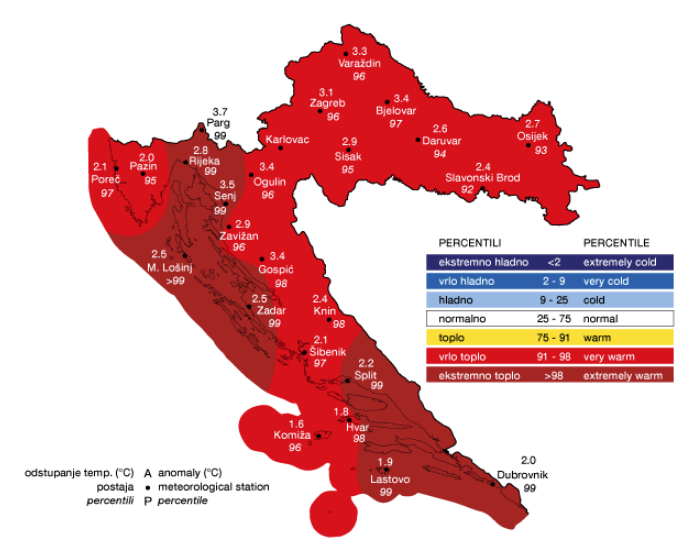 3.3
Varaždin
96
3.1
Zagreb
96
3.4
Bjelovar
97
3.7
Parg
99
Karlovac
2.9
Sisak
95
2.6
Daruvar
94
2.7
Osijek
93
2.1
Poreč
97
2.0
Pazin
95
2.8
Rijeka
99
3.4
Ogulin
96
2.4
Slavonski Brod
92
3.5
Senj
99
2.9
Zavižan
96
2.5
M. Lošinj
>99
3.4
Gospić
98
2.5
Zadar
99
2.4
Knin
98
2.1
Šibenik
97
2.2
Split
99
1.6
Komiža
96
1.8
Hvar
98
1.9
Lastovo
99
2.0
Dubrovnik
99
PERCENTILI PERCENTILE
ekstremno hladno <2 extremely cold
vrlo hladno 2 - 9 very cold
hladno 9 - 25 cold
normalno 25 - 75 normal
toplo 75 - 91 warm
vrlo toplo 91 - 98 very warm
ekstremno toplo >98 extremely warm
odstupanje temp. (°C) A anomaly (°C)
postaja meteorological station
percentili P percentile